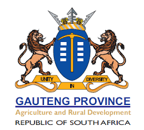 UNITY IN DIVERSITY
GAUTENG PROVINCE
Agriculture and Rural Development
REPUBLIC OF SOUTH AFRICA